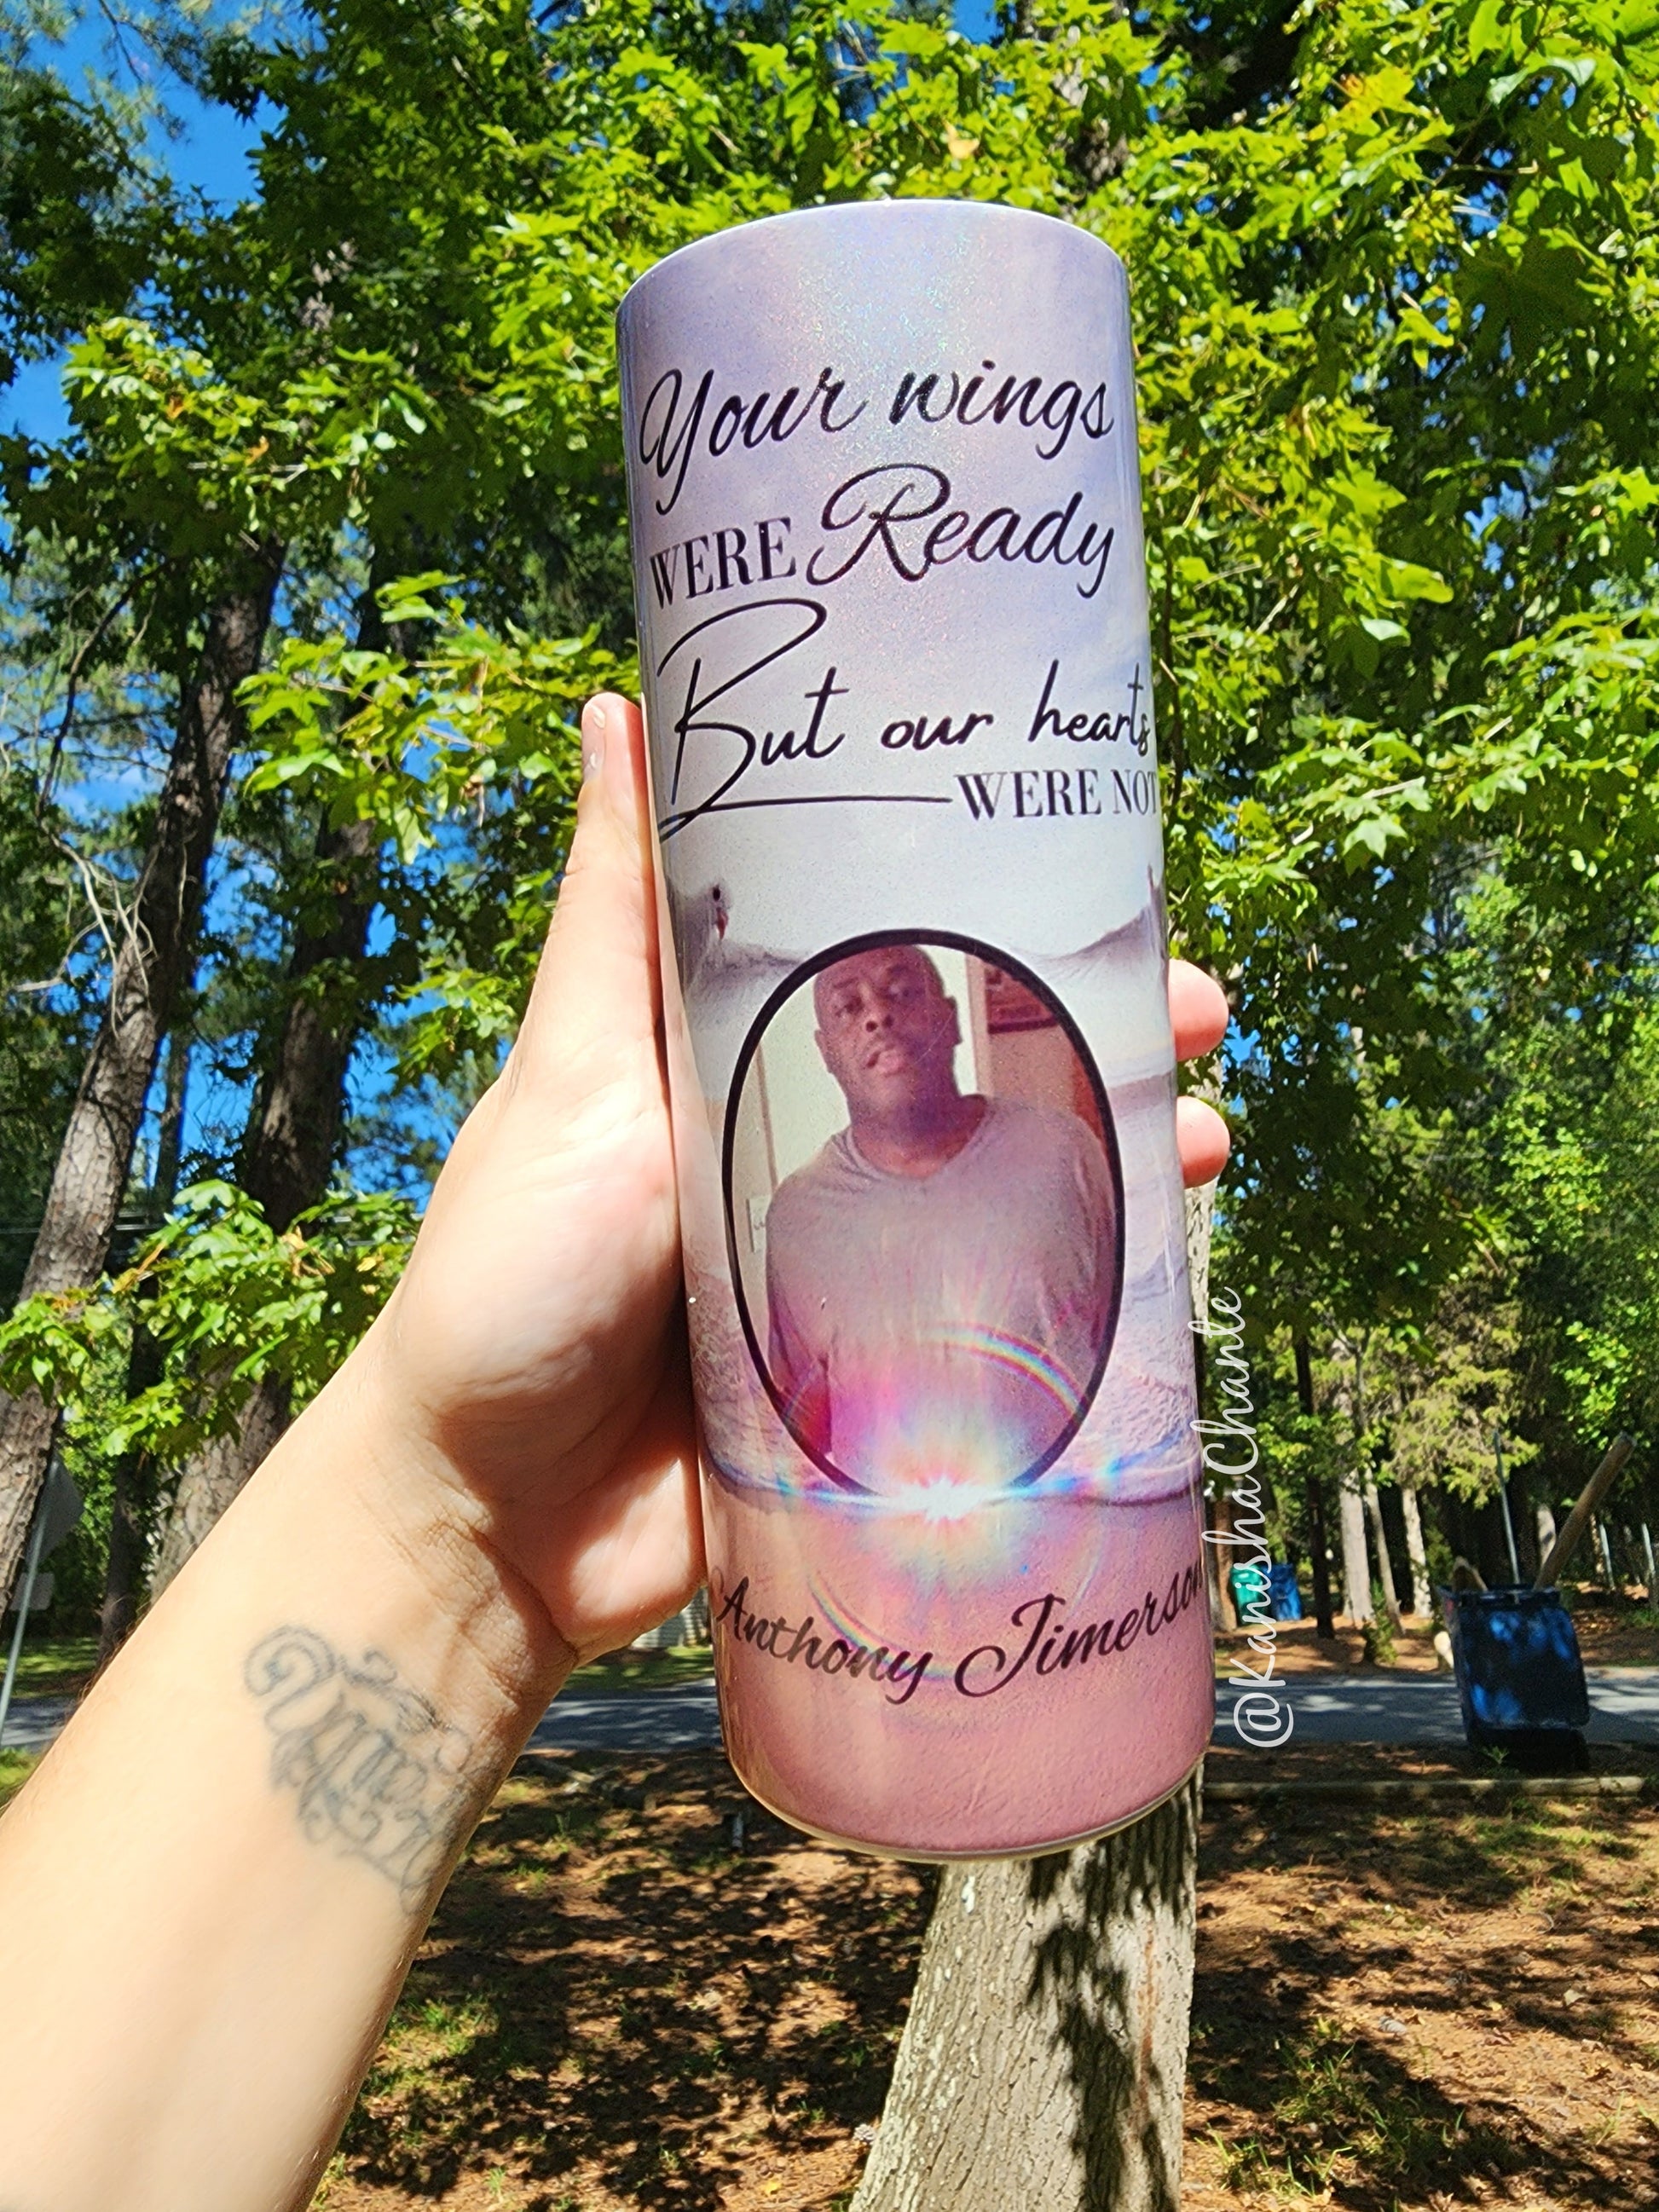 Your wings
WERE Ready
But our hearts
WERE NOT
Anthony Jimerson
@KanishaChante